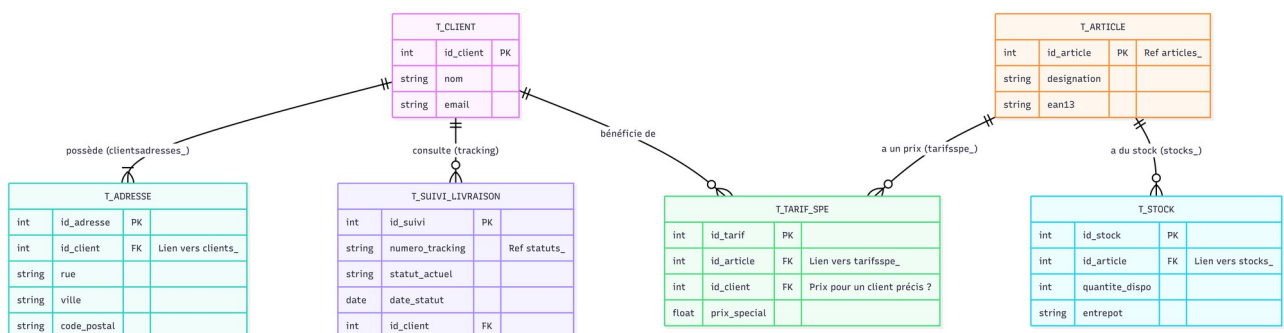 T_CLIENT
int id_client PK
string nom
string email
T_ARTICLE
int id_article PK Ref articles_
string designation
string ean13
possède (clientsadresses_)
consulte (tracking)
bénéficie de
a un prix (tarifsspe_)
a du stock (stocks_)
T_ADRESSE
int id_adresse PK
int id_client FK Lien vers clients_
string rue
string ville
string code_postal
T_SUIVI_LIVRAISON
int id_suivi PK
string numero_tracking Ref statuts_
string statut_actuel
date date_statut
int id_client FK
T_TARIF_SPE
int id_tarif PK
int id_article FK Lien vers tarifsspe_
int id_client FK Prix pour un client précis ?
float prix_special
T_STOCK
int id_stock PK
int id_article FK Lien vers stocks_
int quantite_dispo
string entrepot